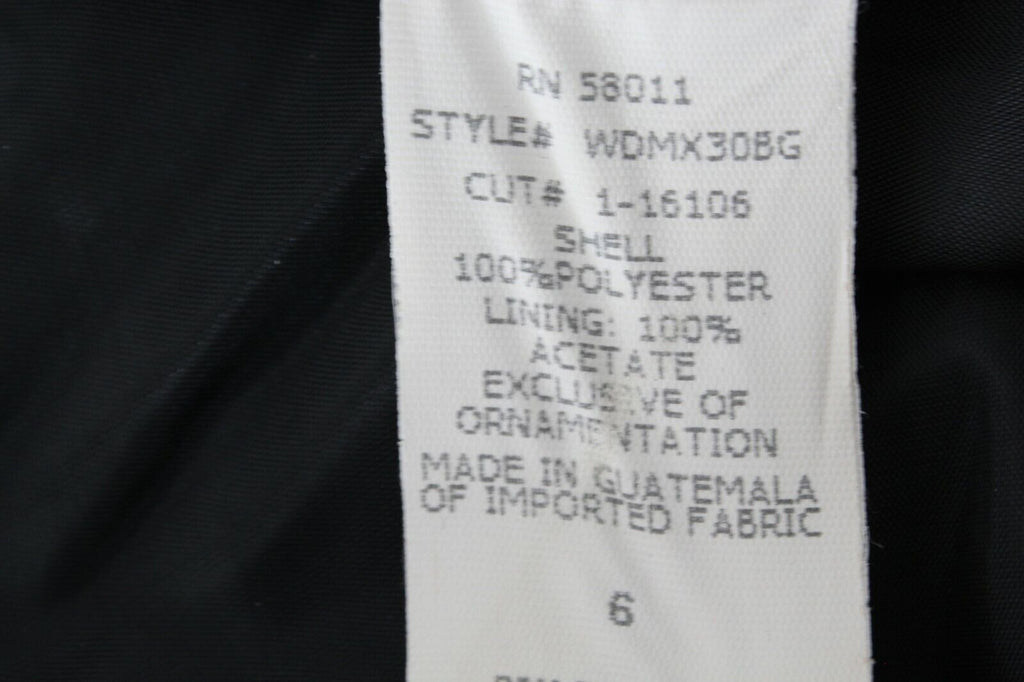 RN 58011
STYLE# WDMX30BG
CUT# 1-16106
SHELL
100%POLYESTER
LINING: 100%
ACETATE
EXCLUSIVE OF
ORNAMENTATION
MADE IN GUATEMALA
OF IMPORTED FABRIC
6